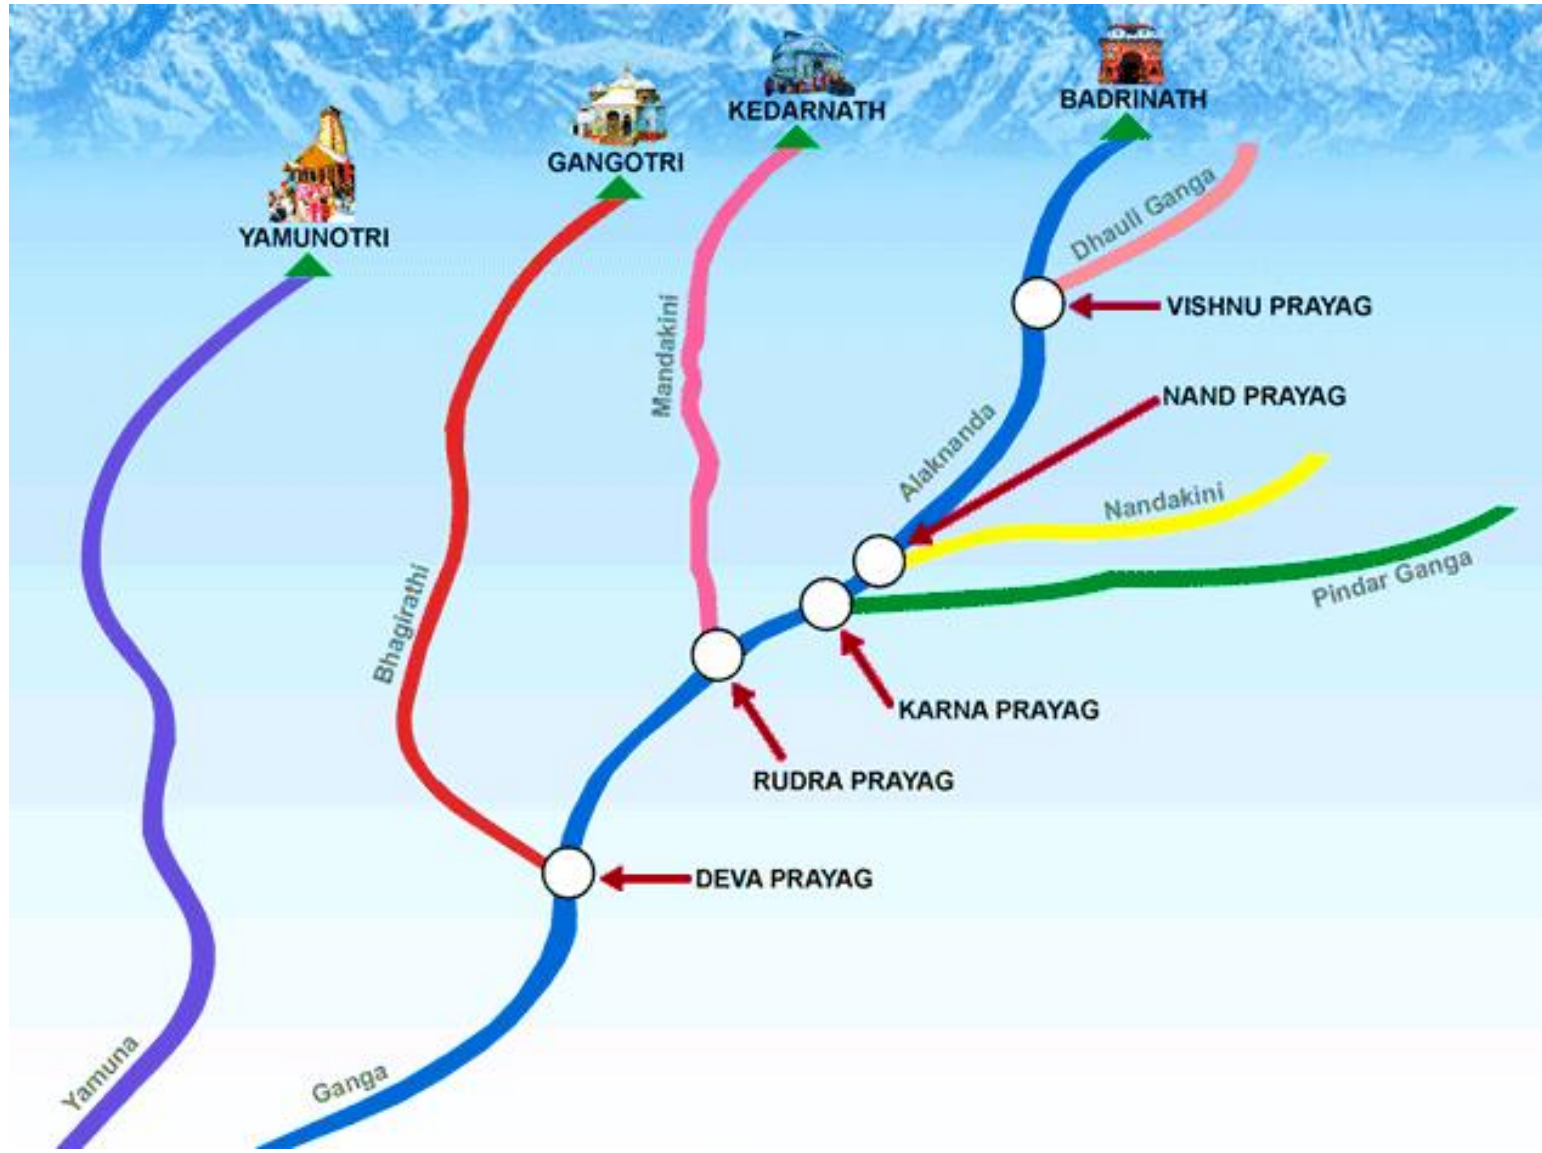 BADRINATH
KEDARNATH
GANGOTRI
YAMUNOTRI
Dhauli Ganga
VISHNU PRAYAG
Mandakini
NAND PRAYAG
Alaknanda
Nandakini
Pindar Ganga
Bhagirathi
KARNA PRAYAG
RUDRA PRAYAG
DEVA PRAYAG
Yamuna
Ganga